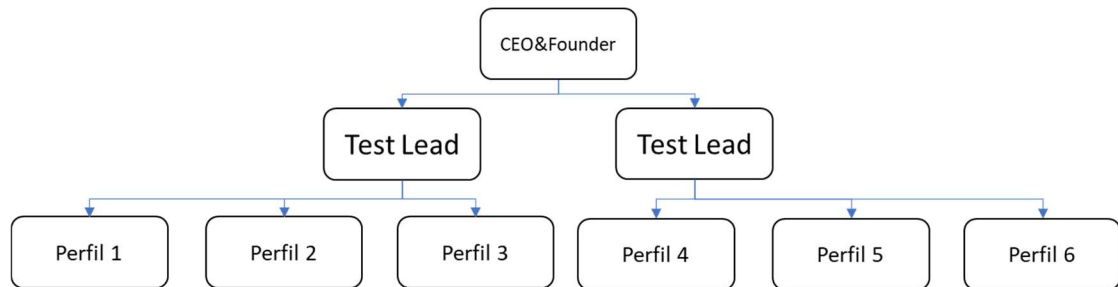 CEO&Founder
Test Lead
Test Lead
Perfil 1
Perfil 2
Perfil 3
Perfil 4
Perfil 5
Perfil 6